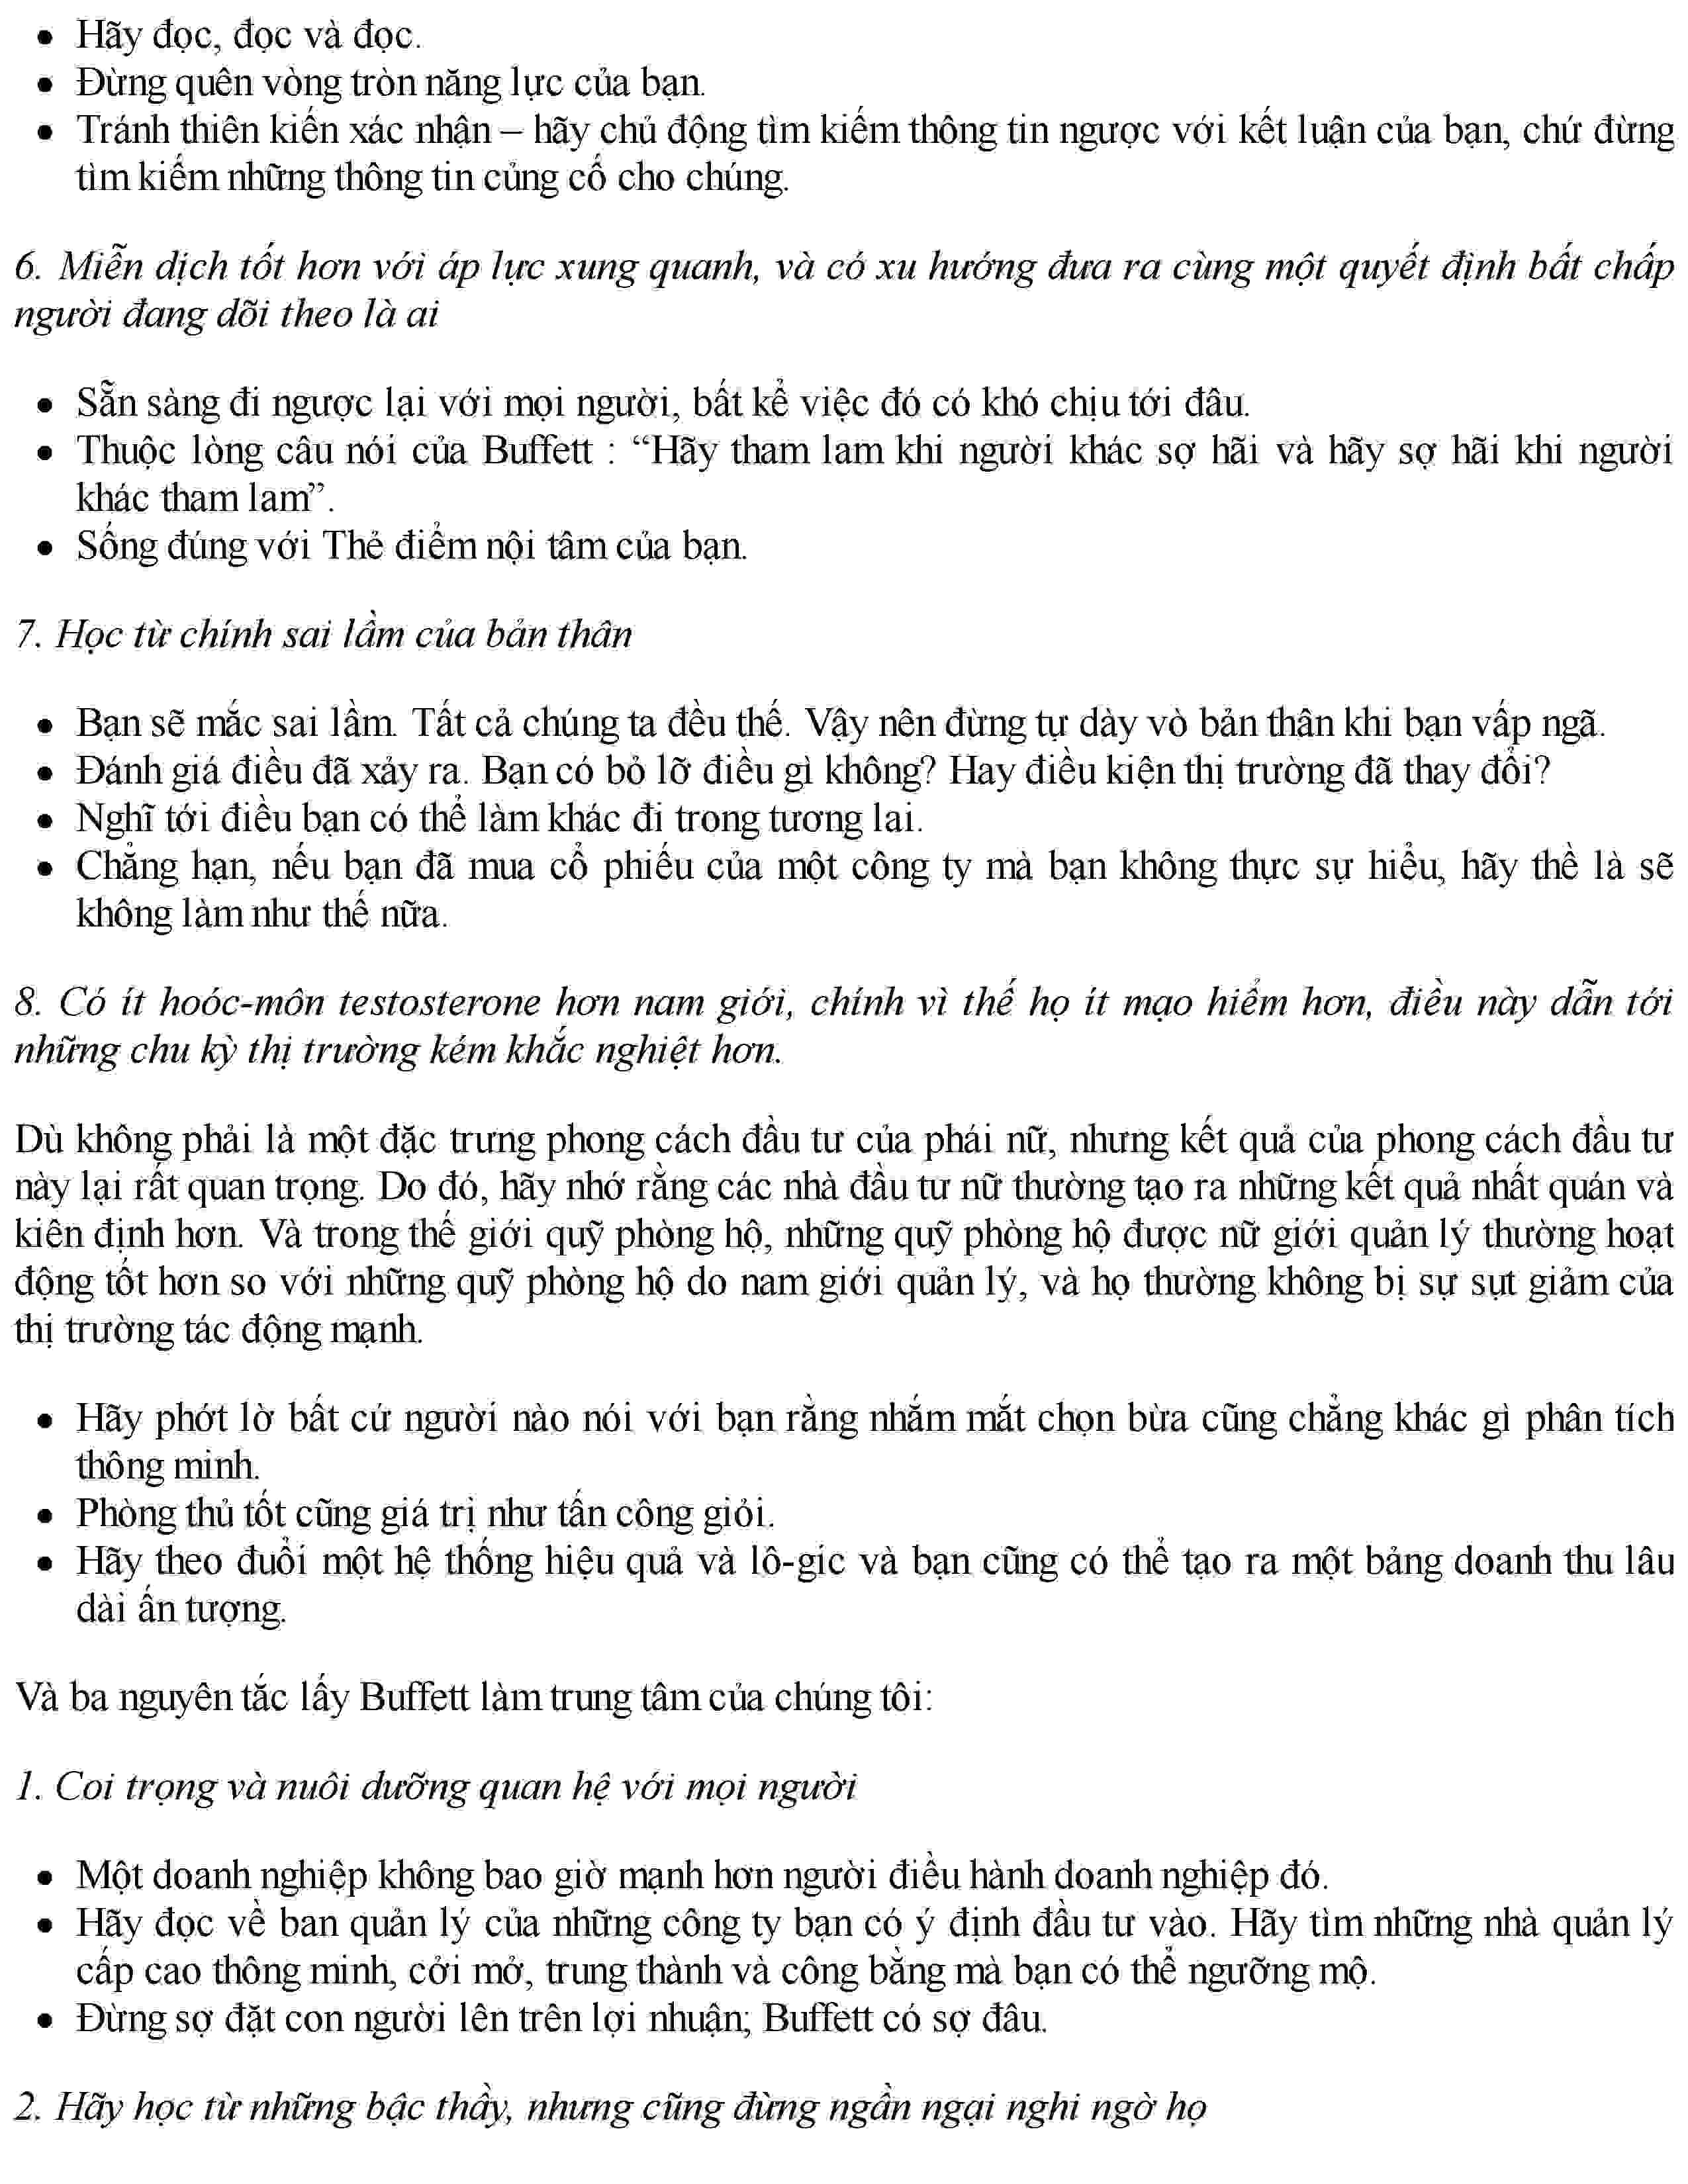 • Hãy đọc, đọc và đọc.
• Đừng quên vòng tròn năng lực của bạn.
• Tránh thiên kiến xác nhận – hãy chủ động tìm kiếm thông tin ngược với kết luận của bạn, chứ đừng
tìm kiếm những thông tin củng cố cho chúng.
6. Miễn dịch tốt hơn với áp lực xung quanh, và có xu hướng đưa ra cùng một quyết định bất chấp
người đang dõi theo là ai
• Sẵn sàng đi ngược lại với mọi người, bất kể việc đó có khó chịu tới đâu.
• Thuộc lòng câu nói của Buffett : “Hãy tham lam khi người khác sợ hãi và hãy sợ hãi khi người
khác tham lam”.
• Sống đúng với Thẻ điểm nội tâm của bạn.
7. Học từ chính sai lầm của bản thân
• Bạn sẽ mắc sai lầm. Tất cả chúng ta đều thế. Vậy nên đừng tự dày vò bản thân khi bạn vấp ngã.
• Đánh giá điều đã xảy ra. Bạn có bỏ lỡ điều gì không? Hay điều kiện thị trường đã thay đổi?
• Nghĩ tới điều bạn có thể làm khác đi trong tương lai.
• Chẳng hạn, nếu bạn đã mua cổ phiếu của một công ty mà bạn không thực sự hiểu, hãy thề là sẽ
không làm như thế nữa.
8. Có ít hoóc-môn testosterone hơn nam giới, chính vì thế họ ít mạo hiểm hơn, điều này dẫn tới
những chu kỳ thị trường kém khắc nghiệt hơn.
Dù không phải là một đặc trưng phong cách đầu tư của phái nữ, nhưng kết quả của phong cách đầu tư
này lại rất quan trọng. Do đó, hãy nhớ rằng các nhà đầu tư nữ thường tạo ra những kết quả nhất quán và
kiên định hơn. Và trong thế giới quỹ phòng hộ, những quỹ phòng hộ được nữ giới quản lý thường hoạt
động tốt hơn so với những quỹ phòng hộ do nam giới quản lý, và họ thường không bị sự sụt giảm của
thị trường tác động mạnh.
• Hãy phớt lờ bất cứ người nào nói với bạn rằng nhắm mắt chọn bừa cũng chẳng khác gì phân tích
thông minh.
• Phòng thủ tốt cũng giá trị như tấn công giỏi.
• Hãy theo đuổi một hệ thống hiệu quả và lô-gíc và bạn cũng có thể tạo ra một bảng doanh thu lâu
dài ấn tượng.
Và ba nguyên tắc lấy Buffett làm trung tâm của chúng tôi:
1. Coi trọng và nuôi dưỡng quan hệ với mọi người
• Một doanh nghiệp không bao giờ mạnh hơn người điều hành doanh nghiệp đó.
• Hãy đọc về ban quản lý của những công ty bạn có ý định đầu tư vào. Hãy tìm những nhà quản lý
cấp cao thông minh, cởi mở, trung thành và công bằng mà bạn có thể ngưỡng mộ.
• Đừng sợ đặt con người lên trên lợi nhuận; Buffett có sợ đâu.
2. Hãy học từ những bậc thầy, nhưng cũng đừng ngần ngại nghi ngờ họ